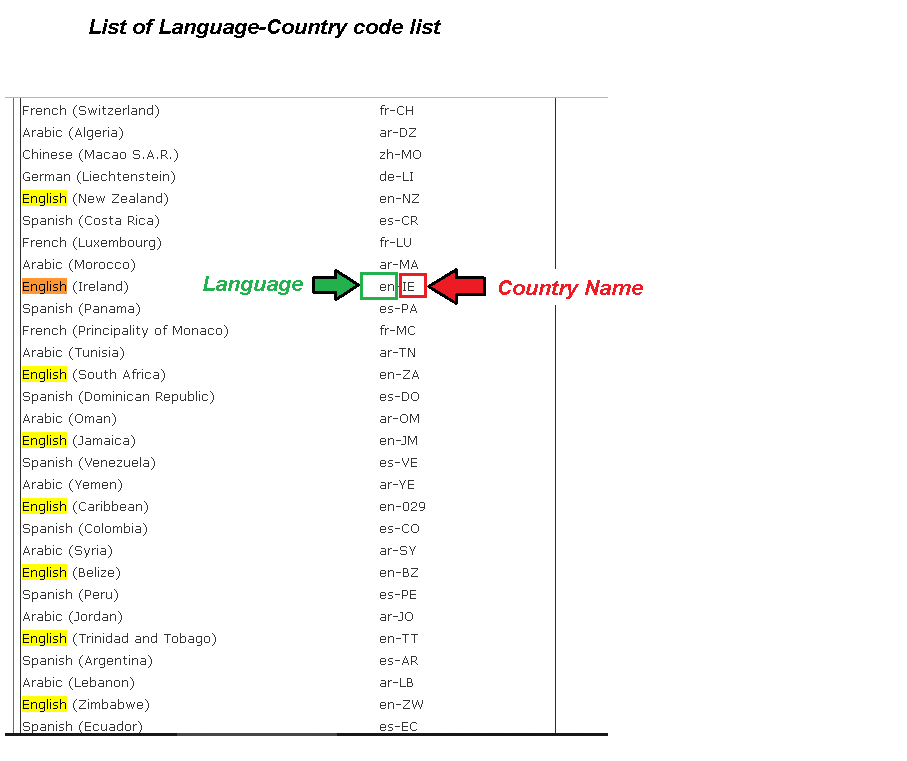 List of Language-Country code list
French (Switzerland) fr-CH
Arabic (Algeria) ar-DZ
Chinese (Macao S.A.R.) zh-MO
German (Liechtenstein) de-LI
English (New Zealand) en-NZ
Spanish (Costa Rica) es-CR
French (Luxembourg) fr-LU
Arabic (Morocco) ar-MA
English (Ireland) Language en-IE Country Name
Spanish (Panama) es-PA
French (Principality of Monaco) fr-MC
Arabic (Tunisia) ar-TN
English (South Africa) en-ZA
Spanish (Dominican Republic) es-DO
Arabic (Oman) ar-OM
English (Jamaica) en-JM
Spanish (Venezuela) es-VE
Arabic (Yemen) ar-YE
English (Caribbean) en-029
Spanish (Colombia) es-CO
Arabic (Syria) ar-SY
English (Belize) en-BZ
Spanish (Peru) es-PE
Arabic (Jordan) ar-JO
English (Trinidad and Tobago) en-TT
Spanish (Argentina) es-AR
Arabic (Lebanon) ar-LB
English (Zimbabwe) en-ZW
Spanish (Ecuador) es-EC